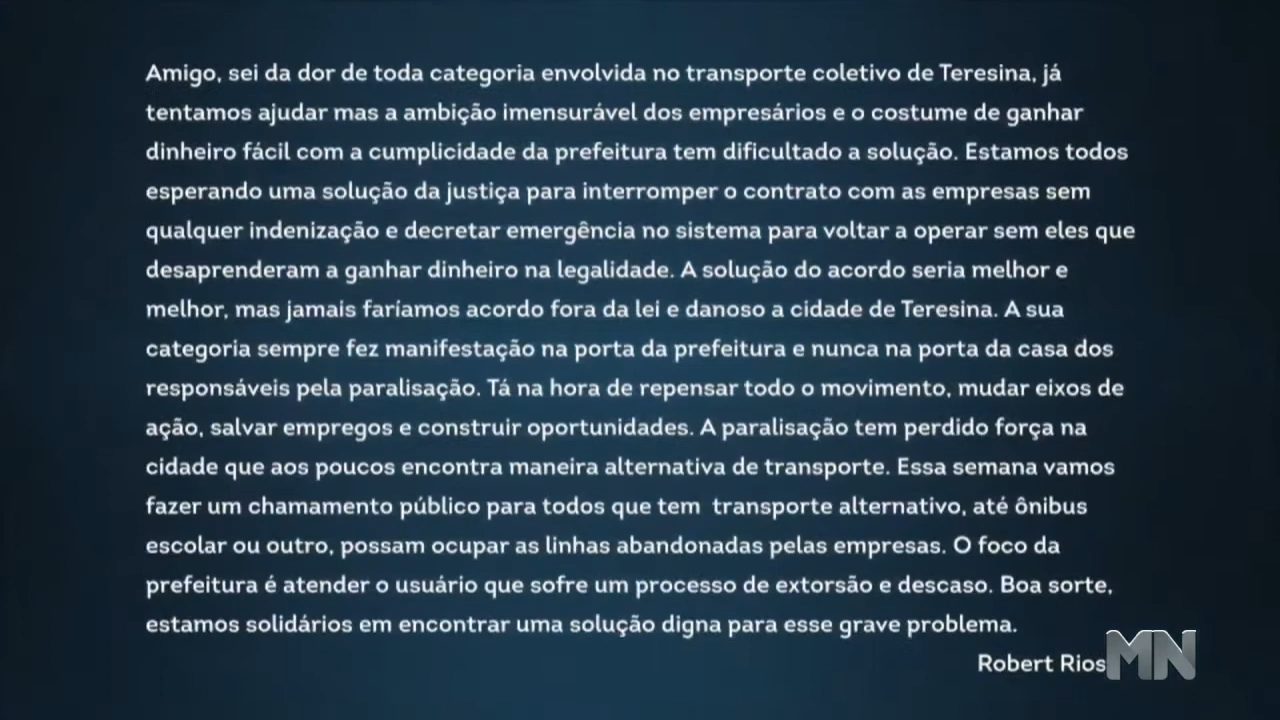 Amigo, sei da dor de toda categoria envolvida no transporte coletivo de Teresina, já
tentamos ajudar mas a ambição imensurável dos empresários e o costume de ganhar
dinheiro fácil com a cumplicidade da prefeitura tem dificultado a solução. Estamos todos
esperando uma solução da justiça para interromper o contrato com as empresas sem
qualquer indenização e decretar emergência no sistema para voltar a operar sem eles que
desaprenderam a ganhar dinheiro na legalidade. A solução do acordo seria melhor e
melhor, mas jamais faríamos acordo fora da lei e danoso a cidade de Teresina. A sua
categoria sempre fez manifestação na porta da prefeitura e nunca na porta da casa dos
responsáveis pela paralisação. Tá na hora de repensar todo o movimento, mudar eixos de
ação, salvar empregos e construir oportunidades. A paralisação tem perdido força na
cidade que aos poucos encontra maneira alternativa de transporte. Essa semana vamos
fazer um chamamento público para todos que tem  transporte alternativo, até ônibus
escolar ou outro, possam ocupar as linhas abandonadas pelas empresas. O foco da
prefeitura é atender o usuário que sofre um processo de extorsão e descaso. Boa sorte,
estamos solidários em encontrar uma solução digna para esse grave problema.
Robert Rios
MN